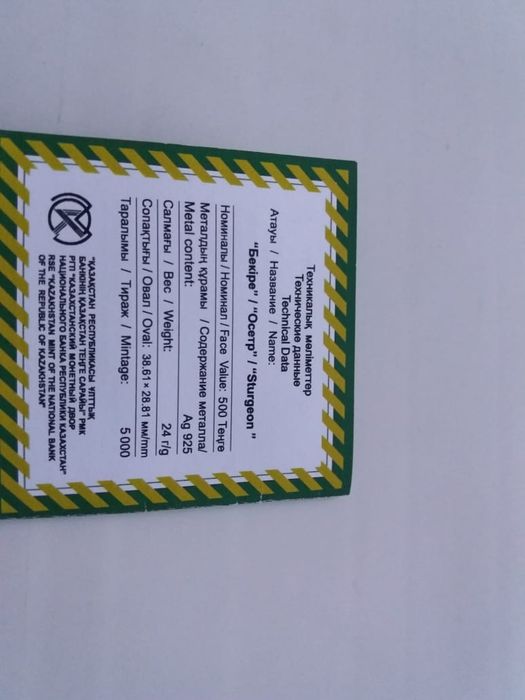 Техникалық мәліметтер
Технические данные
Technical Data
Атауы / Название / Name:
"Бекіре" / "Осетр" / "Sturgeon "
Номиналы / Номинал / Face Value: 500 Теңге
Металдың құрамы / Содержание металла/
Metal content: Ag 925
Салмағы / Вес / Weight: 24 г/g
Сопақтығы / Овал / Oval: 38.61 × 28.81 мм/mm
Таралымы / Тираж / Mintage: 5 000
"ҚАЗАҚСТАН РЕСПУБЛИКАСЫ ҰЛТТЫҚ
БАНКІНІҢ ҚАЗАҚСТАН ТЕҢГЕ САРАЙЫ" РМК
РГП "КАЗАХСТАНСКИЙ МОНЕТНЫЙ ДВОР
НАЦИОНАЛЬНОГО БАНКА РЕСПУБЛИКИ КАЗАХСТАН"
RSE "KAZAKHSTAN MINT OF THE NATIONAL BANK
OF THE REPUBLIC OF KAZAKHSTAN"